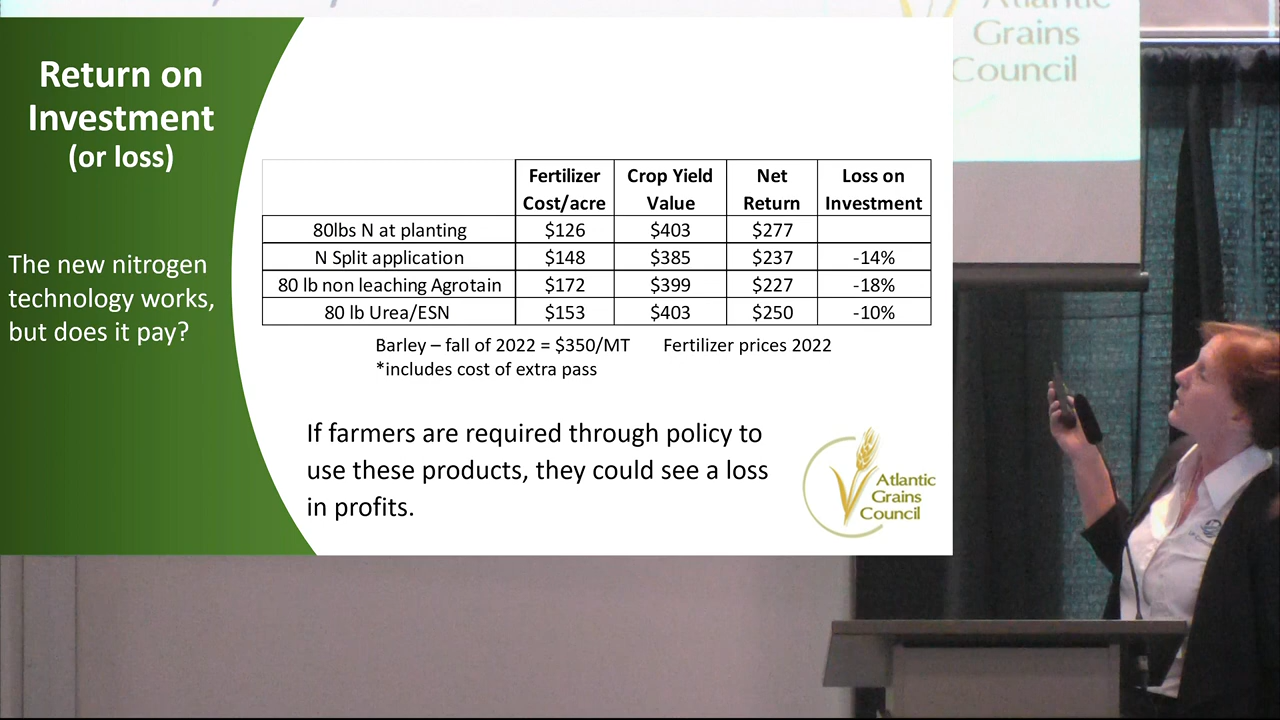 Return on
Investment
(or loss)
The new nitrogen
technology works,
but does it pay?
Fertilizer Cost/acre Crop Yield Value Net Return Loss on Investment
80lbs N at planting $126 $403 $277
N Split application $148 $385 $237 -14%
80 lb non leaching Agrotain $172 $399 $227 -18%
80 lb Urea/ESN $153 $403 $250 -10%
Barley – fall of 2022 = $350/MT Fertilizer prices 2022
*includes cost of extra pass
If farmers are required through policy to
use these products, they could see a loss
in profits.
Atlantic
Grains
Council
Atlantic
Grains
Council